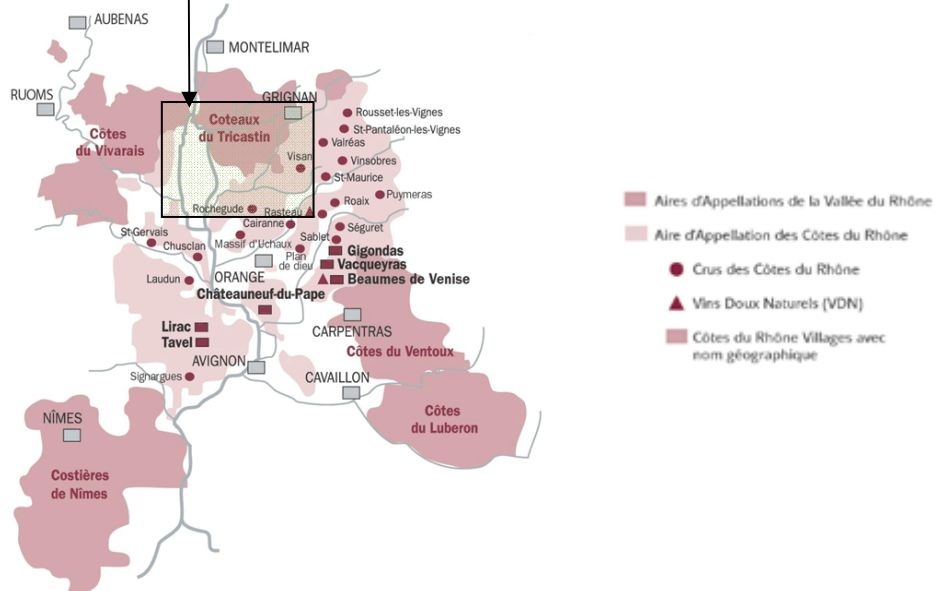 AUBENAS
MONTELIMAR
RUOMS
GRIGNAN
Coteaux
du Tricastin
Rousset-les-Vignes
St-Pantaléon-les-Vignes
Côtes
du Vivarais
Valréas
Visan
Vinsobres
St-Maurice
Puymeras
Roaix
Rochegude
Rasteau
Cairanne
Séguret
St-Gervais
Sablet
Chusclan
Massif d'Uchaux
Plan
de dieu
Gigondas
Vacqueyras
Beaumes de Venise
Laudun
ORANGE
Châteauneuf-du-Pape
Lirac
Tavel
CARPENTRAS
AVIGNON
Côtes du Ventoux
Signargues
CAVAILLON
NÎMES
Côtes
du Luberon
Costières
de Nîmes
Aires d'Appellations de la Vallée du Rhône
Aire d'Appellation des Côtes du Rhône
Crus des Côtes du Rhône
Vins Doux Naturels (VDN)
Côtes du Rhône Villages avec
nom géographique